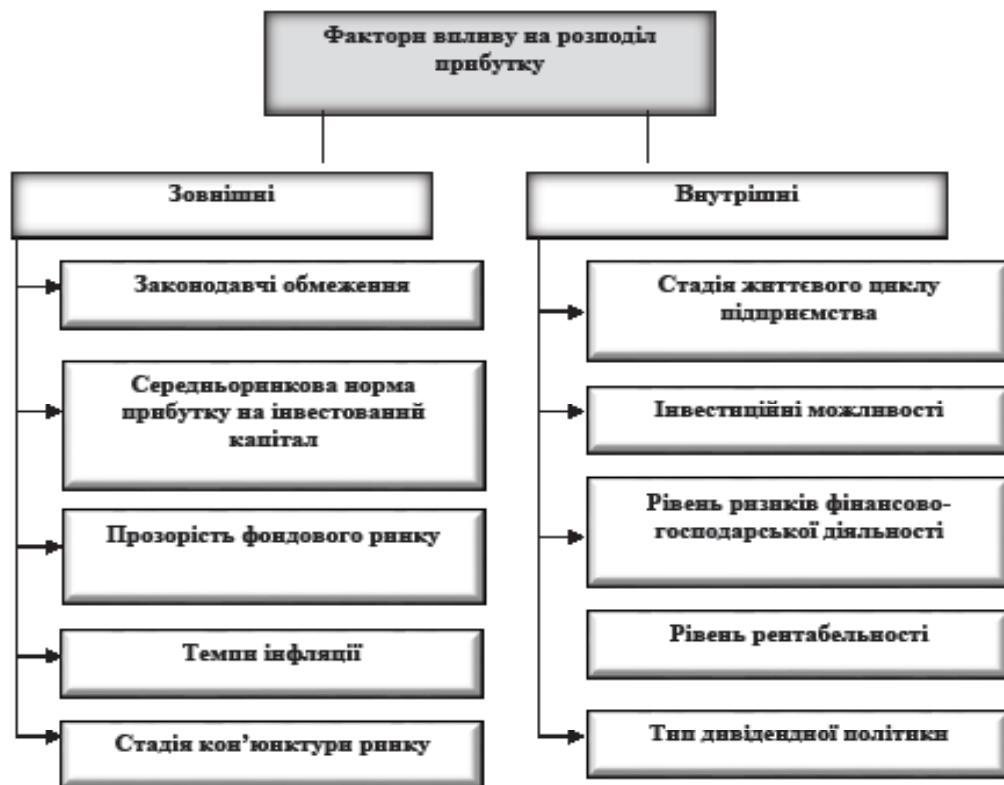 Фактори впливу на розподіл
прибутку
Зовнішні
Законодавчі обмеження
Середньоринкова норма
прибутку на інвестований
капітал
Прозорість фондового ринку
Темпи інфляції
Стадія кон’юнктури ринку
Внутрішні
Стадія життєвого циклу
підприємства
Інвестиційні можливості
Рівень ризиків фінансово-
господарської діяльності
Рівень рентабельності
Тип дивідендної політики